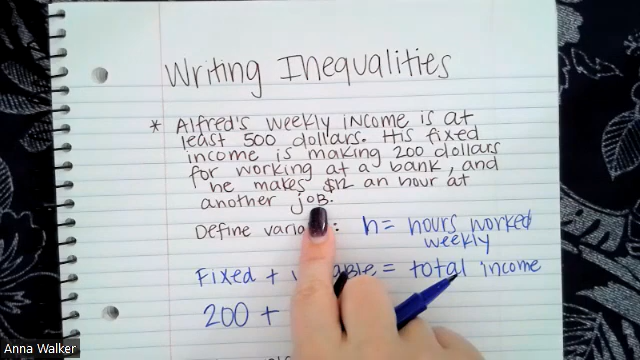 Writing Inequalities
* Alfred's weekly income is at
least 500 dollars. His fixed
income is making 200 dollars
for working at a bank, and
he makes $12 an hour at
another joB.
Define : h = hours worked
weekly
Fixed + = total income
200 +
Anna Walker